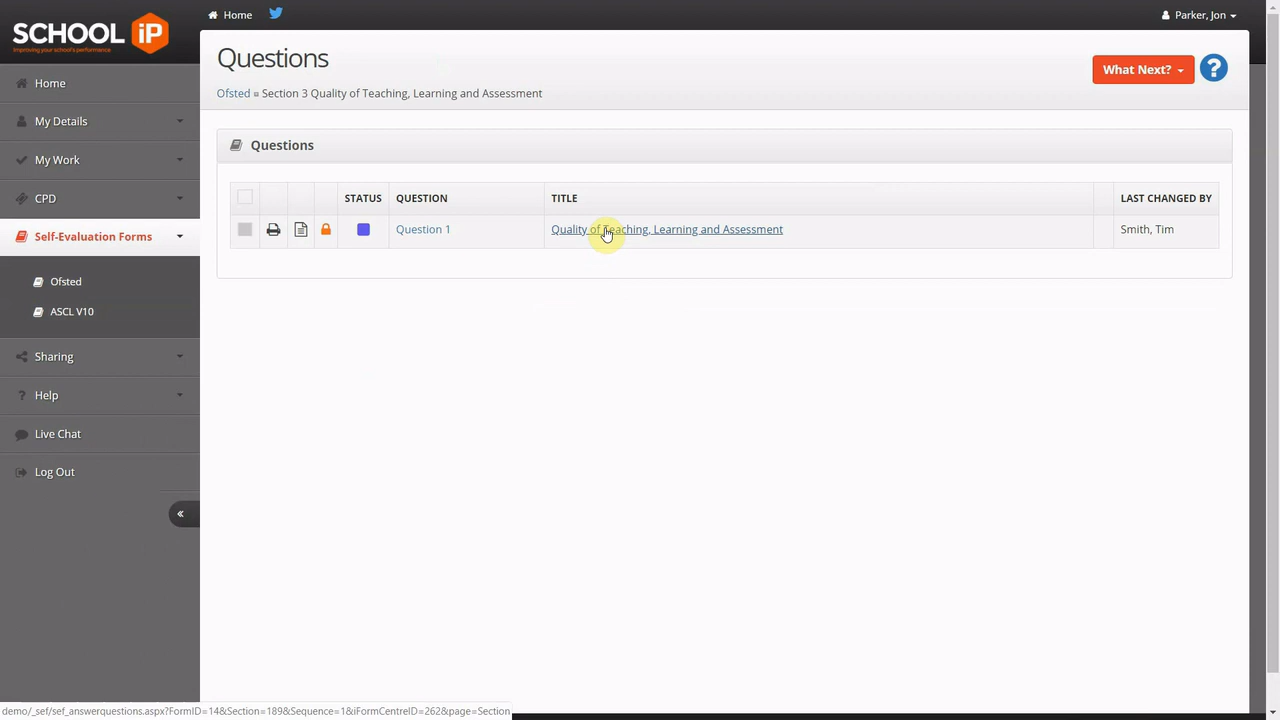 SCHOOL iP
Improving your school's performance
Home
Parker, Jon
Questions
What Next?
?
Ofsted » Section 3 Quality of Teaching, Learning and Assessment
Home
My Details
My Work
CPD
Self-Evaluation Forms
Ofsted
ASCL V10
Sharing
Help
Live Chat
Log Out
«
Questions
STATUS QUESTION TITLE LAST CHANGED BY
Question 1 Quality of Teaching, Learning and Assessment Smith, Tim
demo/_sef/sef_answerquestions.aspx?FormID=14&Section=189&Sequence=1&iFormCentreID=262&page=Section